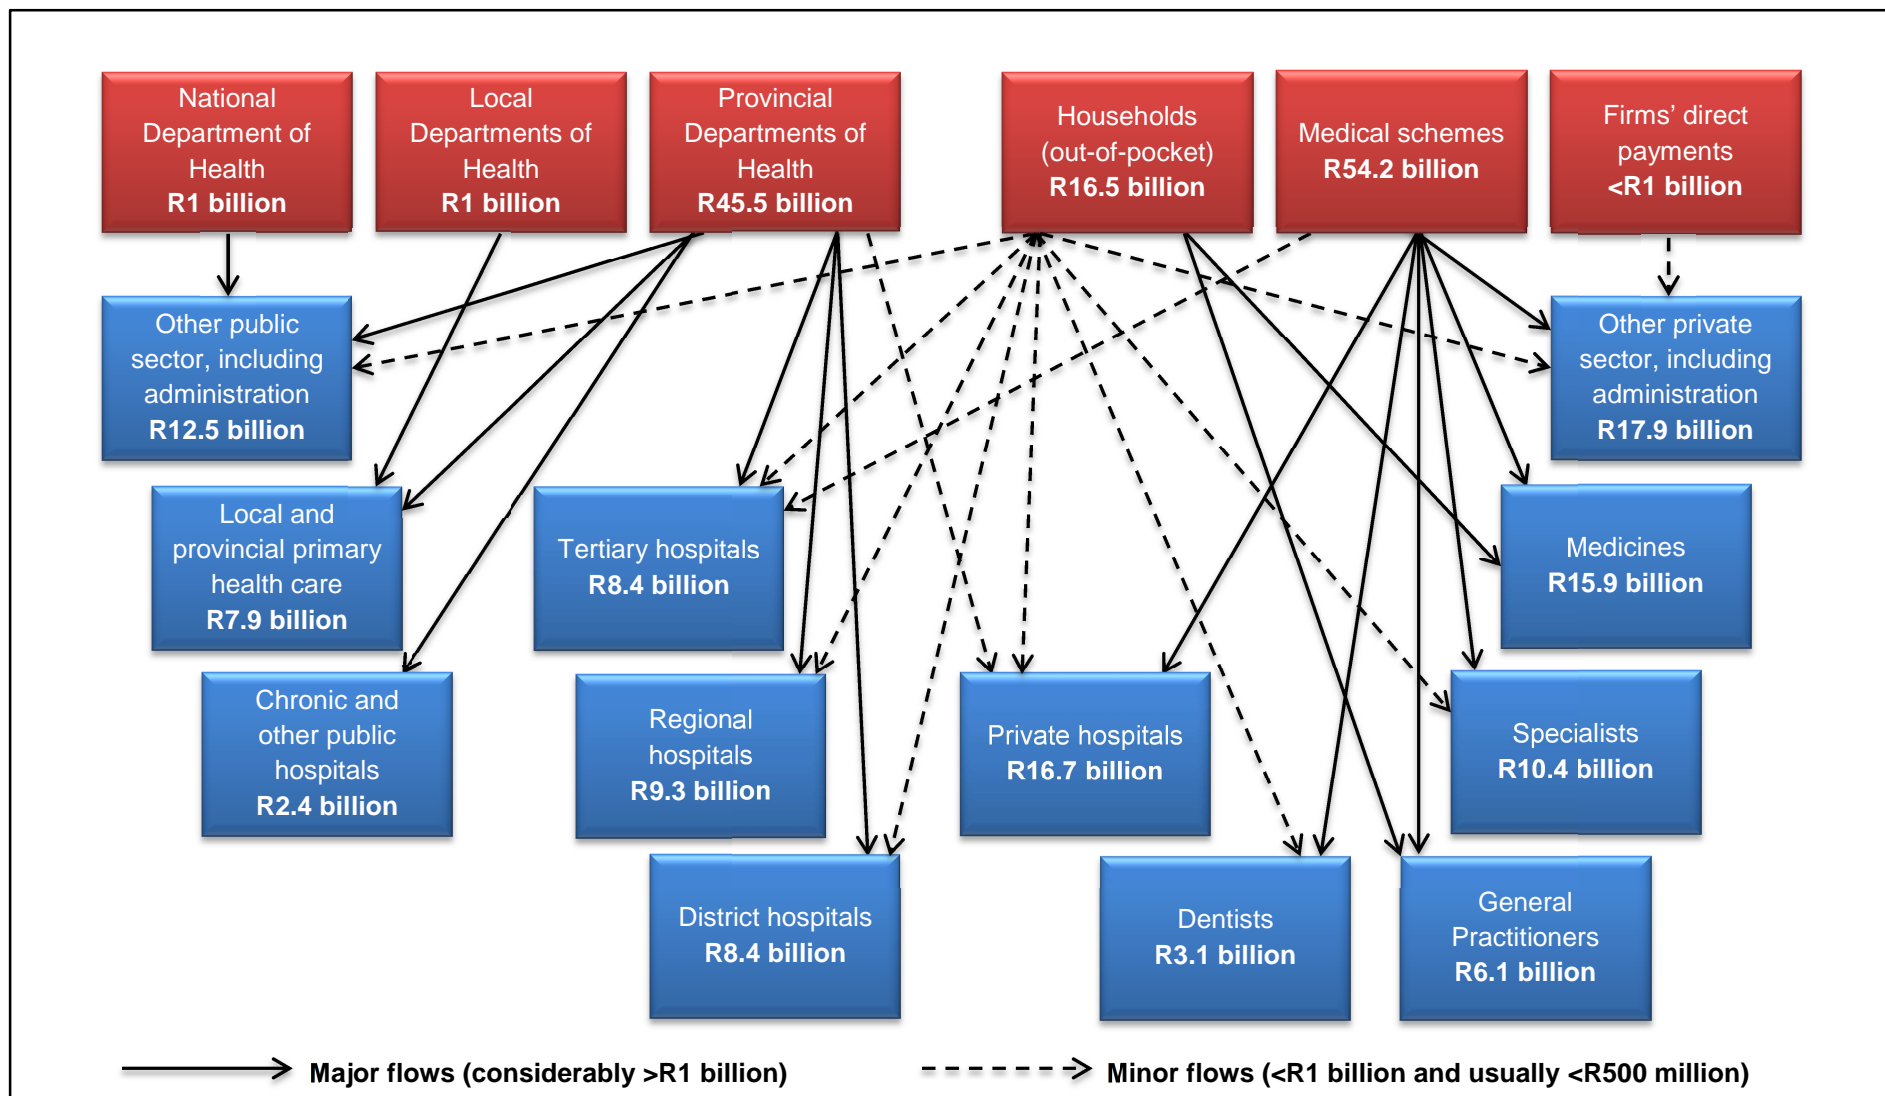 National
Department of
Health
R1 billion
Local
Departments of
Health
R1 billion
Provincial
Departments of
Health
R45.5 billion
Households
(out-of-pocket)
R16.5 billion
Medical schemes
R54.2 billion
Firms’ direct
payments
<R1 billion
Other public
sector, including
administration
R12.5 billion
Other private
sector, including
administration
R17.9 billion
Local and
provincial primary
health care
R7.9 billion
Tertiary hospitals
R8.4 billion
Medicines
R15.9 billion
Chronic and
other public
hospitals
R2.4 billion
Regional
hospitals
R9.3 billion
Private hospitals
R16.7 billion
Specialists
R10.4 billion
District hospitals
R8.4 billion
Dentists
R3.1 billion
General
Practitioners
R6.1 billion
Major flows (considerably >R1 billion)
Minor flows (<R1 billion and usually <R500 million)